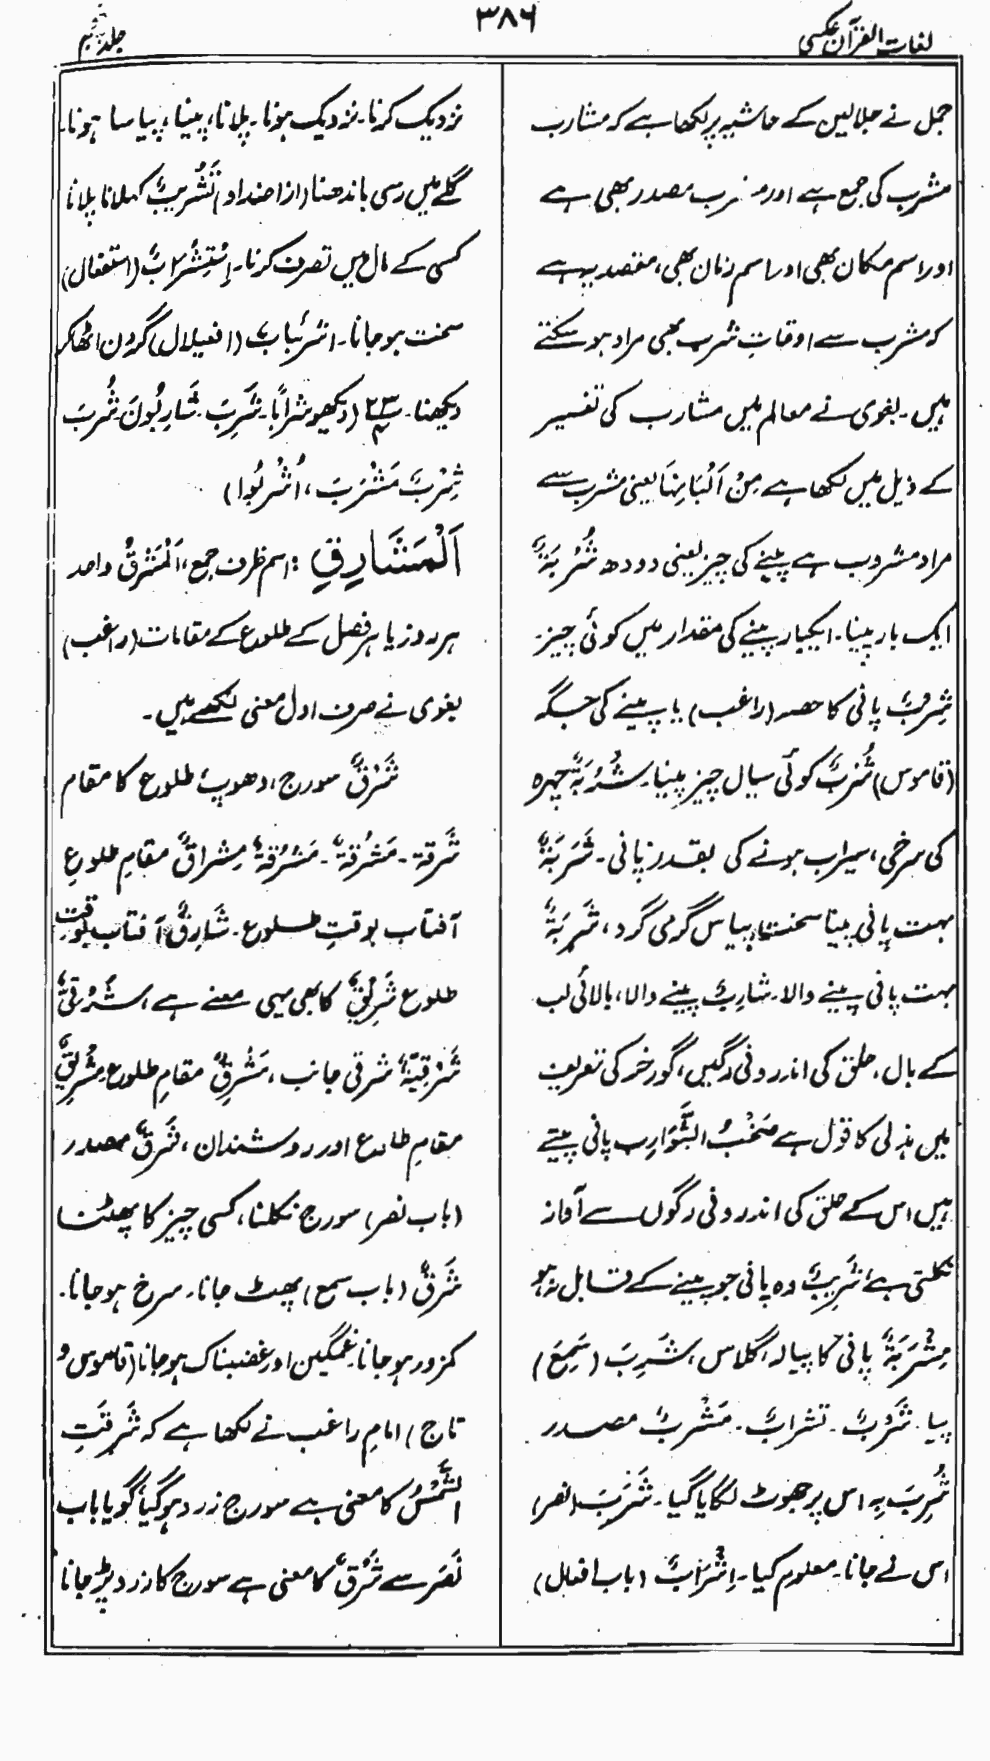 لغات القرآن عکسی
۳۸۶
جلد پنجم
جمل نے جلالین کے حاشیہ پر لکھا ہے کہ مشارب
مشرب کی جمع ہے اور مشرب مصدر بھی ہے
اور اسم مکان بھی اور اسم زمان بھی، مقصد یہ ہے
کہ مشرب سے اوقاتِ شرب بھی مراد ہو سکتے
ہیں۔ بغوی نے معالم میں مشارب کی تفسیر
کے ذیل میں لکھا ہے مِنْ اَلْبَانِهَا یعنی مشرب سے
مراد مشروب ہے پینے کی چیز یعنی دودھ شُرْبَةٌ
ایک بار پینا۔ ایکبار پینے کی مقدار میں کوئی چیز۔
شِرْبٌ پانی کا حصہ (راغب) یا پینے کی جگہ
(قاموس) شُرْبٌ کوئی سیال چیز پینا۔ شُرْبَةٌ چہرہ
کی سرخی، سیراب ہونے کی بقدر پانی۔ شَرَبَةٌ
بہت پانی پینا سخت پیاس گرمی گرد، شَرِبَةٌ
بہت پانی پینے والا۔ شارِبٌ پینے والا، بالائی لب
کے بال، حلق کی اندرونی رگیں، گورخر کی تعریف
میں ہذلی کا قول ہے صَخْبُ الشَّوَارِبِ پانی پیتے
ہیں اس کے حلق کی اندرونی رگوں سے آواز
نکلتی ہے شَرِيبٌ وہ پانی جو پینے کے قابل نہ ہو
مِشْرَبَةٌ پانی کا پیالہ، گلاس، شَرِبَ (سَمِعَ)
پیا۔ شُرْبٌ۔ تشرابٌ۔ مَشْرَبٌ مصدر
شُرِبَ بِهٖ اس پر جھوٹ لگایا گیا۔ شَرَبَ (نصر)
اس نے جانا۔ معلوم کیا۔ اِشْرَابٌ (باب افعال)
نزدیک کرنا۔ نزدیک ہونا۔ پلانا، پینا، پیاسا ہونا۔
گلے میں رسی باندھنا (از اضداد) تَشْرِيبٌ کہلانا پلانا
کسی کے مال میں تصرف کرنا۔ اِسْتِشْرَابٌ (استفعال)
سخت ہو جانا۔ اشرئبابٌ (افعیلال) گردن اٹھا کر
دیکھنا۔ (دیکھو شراباً۔ شَرِبَ۔ شَارِبُونَ۔ شُرْبَ
شِرْبٌ مَشْرَبَ، اُشْرِبُوا)
اَلْمَشَارِقِ : اسم ظرف جمع، اَلْمَشْرِقُ واحد
ہر روز یا ہر فصل کے طلوع کے مقامات (راغب)
بغوی نے صرف اول معنی لکھے ہیں۔
شَرْقٌ سورج، دھوپ، طلوع کا مقام
شَرقۃ۔ مَشْرُقَةٌ۔ مَشْرَقَةٌ مِشراقٌ مقامِ طلوعِ
آفتاب بوقتِ طلوع۔ شَارِقٌ آفتاب بوقتِ
طلوع شَرِيقٌ کا بھی یہی معنے ہے، شَرْقِيٌّ
شَرْقِيَّةٌ شرقی جانب، مَشْرِقٌ مقامِ طلوع مِشْرِيقٌ
مقامِ طلوع اور روشندان، شَرْقٌ مصدر
(باب نصر) سورج نکلنا، کسی چیز کا پھٹنا
شَرَقٌ (باب سمع) پھٹ جانا۔ سرخ ہو جانا۔
کمزور ہو جانا غمگین اور غضبناک ہو جانا (قاموس و
تاج) امام راغب نے لکھا ہے کہ شَرَقَتِ
الشَّمْسُ کا معنی ہے سورج زرد ہو گیا گویا باب
نَصَرَ سے شَرْقٌ کا معنی ہے سورج کا زرد پڑ جانا